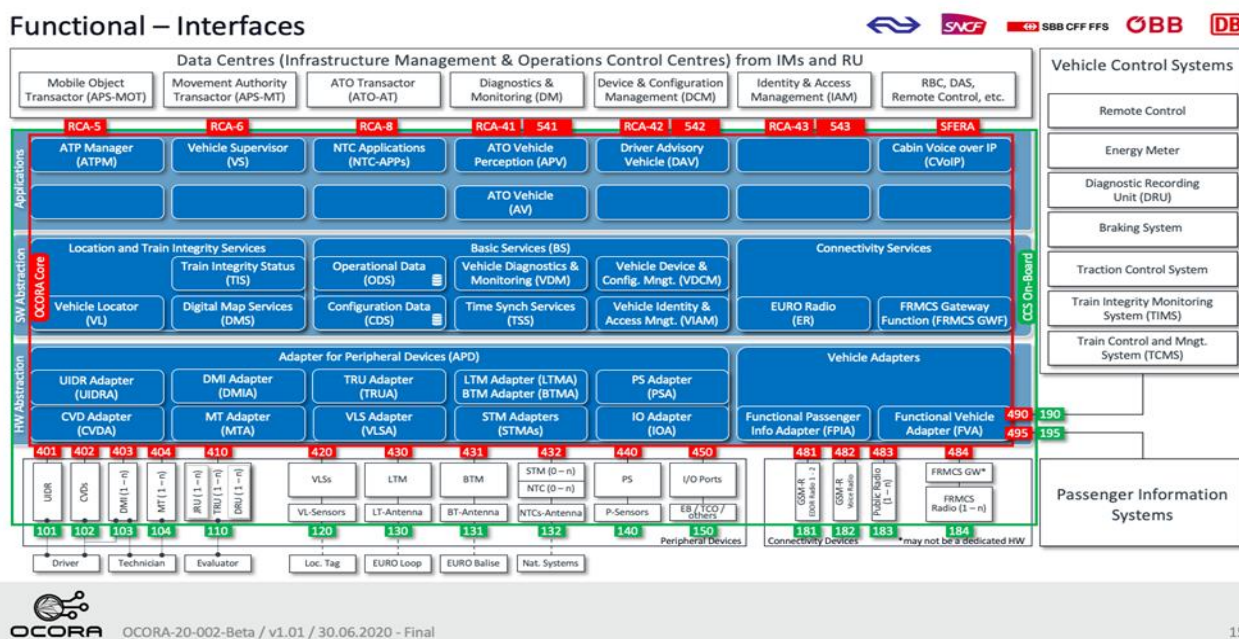 Functional – Interfaces
SNCF
SBB CFF FFS
ÖBB
DB
Data Centres (Infrastructure Management & Operations Control Centres) from IMs and RU
Mobile Object
Transactor (APS-MOT)
Movement Authority
Transactor (APS-MT)
ATO Transactor
(ATO-AT)
Diagnostics &
Monitoring (DM)
Device & Configuration
Management (DCM)
Identity & Access
Management (IAM)
RBC, DAS,
Remote Control, etc.
RCA-5
RCA-6
RCA-8
RCA-41
541
RCA-42
542
RCA-43
543
SFERA
Applications
ATP Manager
(ATPM)
Vehicle Supervisor
(VS)
NTC Applications
(NTC-APPs)
ATO Vehicle
Perception (APV)
Driver Advisory
Vehicle (DAV)
Cabin Voice over IP
(CVoIP)
ATO Vehicle
(AV)
SW Abstraction
OCORA Core
CCS On-Board
Location and Train Integrity Services
Train Integrity Status
(TIS)
Vehicle Locator
(VL)
Digital Map Services
(DMS)
Basic Services (BS)
Operational Data
(ODS)
Vehicle Diagnostics &
Monitoring (VDM)
Vehicle Device &
Config. Mngt. (VDCM)
Configuration Data
(CDS)
Time Synch Services
(TSS)
Vehicle Identity &
Access Mngt. (VIAM)
Connectivity Services
EURO Radio
(ER)
FRMCS Gateway
Function (FRMCS GWF)
HW Abstraction
Adapter for Peripheral Devices (APD)
UIDR Adapter
(UIDRA)
DMI Adapter
(DMIA)
TRU Adapter
(TRUA)
LTM Adapter (LTMA)
BTM Adapter (BTMA)
PS Adapter
(PSA)
CVD Adapter
(CVDA)
MT Adapter
(MTA)
VLS Adapter
(VLSA)
STM Adapters
(STMAs)
IO Adapter
(IOA)
Vehicle Adapters
Functional Passenger
Info Adapter (FPIA)
Functional Vehicle
Adapter (FVA)
490
190
495
195
401
402
403
404
410
420
430
431
432
440
450
481
482
483
484
UIDR
CVDs
DMI (1 – n)
MT (1 – n)
JRU (1 – n)
TRU (1 – n)
DRU (1 – n)
VLSs
LTM
BTM
STM (0 – n)
NTC (0 – n)
PS
I/O Ports
GSM-R
EDOR Radio 1 - 2
GSM-R
Voice Radio
Public Radio
(1 – n)
FRMCS GW*
FRMCS
Radio (1 – n)
VL-Sensors
LT-Antenna
BT-Antenna
NTCs-Antenna
P-Sensors
EB / TCO /
others
101
102
103
104
110
120
130
131
132
140
150
181
182
183
184
Peripheral Devices
Connectivity Devices
*may not be a dedicated HW
Driver
Technician
Evaluator
Loc. Tag
EURO Loop
EURO Balise
Nat. Systems
Vehicle Control Systems
Remote Control
Energy Meter
Diagnostic Recording
Unit (DRU)
Braking System
Traction Control System
Train Integrity Monitoring
System (TIMS)
Train Control and Mngt.
System (TCMS)
Passenger Information
Systems
OCORA
OCORA-20-002-Beta / v1.01 / 30.06.2020 - Final